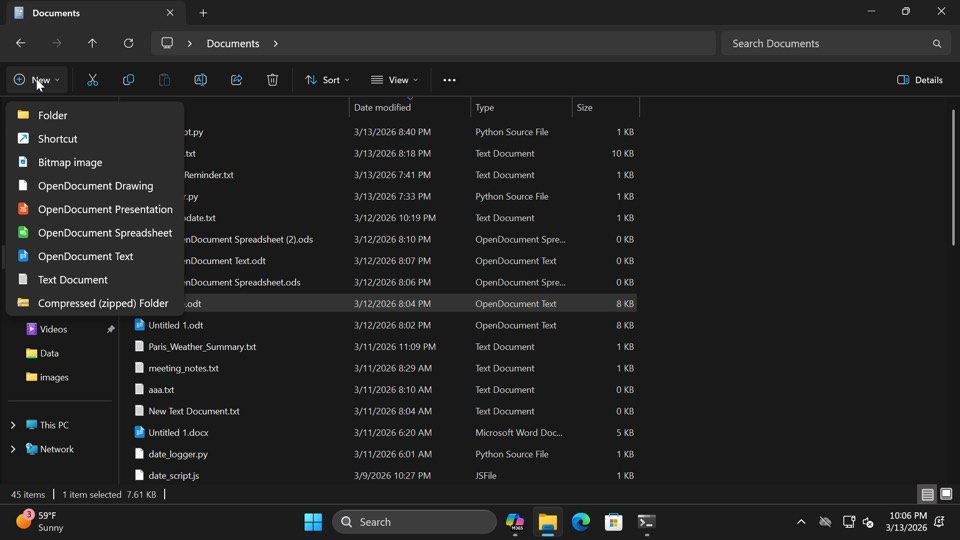 Documents
Documents
Search Documents
New
Sort
View
Details
Folder
Shortcut
Bitmap image
OpenDocument Drawing
OpenDocument Presentation
OpenDocument Spreadsheet
OpenDocument Text
Text Document
Compressed (zipped) Folder
Videos
Data
images
This PC
Network
Date modified Type Size
3/13/2026 8:40 PM Python Source File 1 KB
.txt 3/13/2026 8:18 PM Text Document 10 KB
Reminder.txt 3/13/2026 7:41 PM Text Document 1 KB
.py 3/13/2026 7:33 PM Python Source File 1 KB
date.txt 3/12/2026 10:19 PM Text Document 1 KB
nDocument Spreadsheet (2).ods 3/12/2026 8:10 PM OpenDocument Spre... 0 KB
nDocument Text.odt 3/12/2026 8:07 PM OpenDocument Text 0 KB
nDocument Spreadsheet.ods 3/12/2026 8:06 PM OpenDocument Spre... 0 KB
.odt 3/12/2026 8:04 PM OpenDocument Text 8 KB
Untitled 1.odt 3/12/2026 8:02 PM OpenDocument Text 8 KB
Paris_Weather_Summary.txt 3/11/2026 11:09 PM Text Document 1 KB
meeting_notes.txt 3/11/2026 8:29 AM Text Document 1 KB
aaa.txt 3/11/2026 8:10 AM Text Document 0 KB
New Text Document.txt 3/11/2026 8:04 AM Text Document 0 KB
Untitled 1.docx 3/11/2026 6:20 AM Microsoft Word Doc... 5 KB
date_logger.py 3/11/2026 6:01 AM Python Source File 1 KB
date_script.js 3/9/2026 10:27 PM JSFile 1 KB
45 items 1 item selected 7.61 KB
3
59°F
Sunny
Search
M365
10:06 PM
3/13/2026